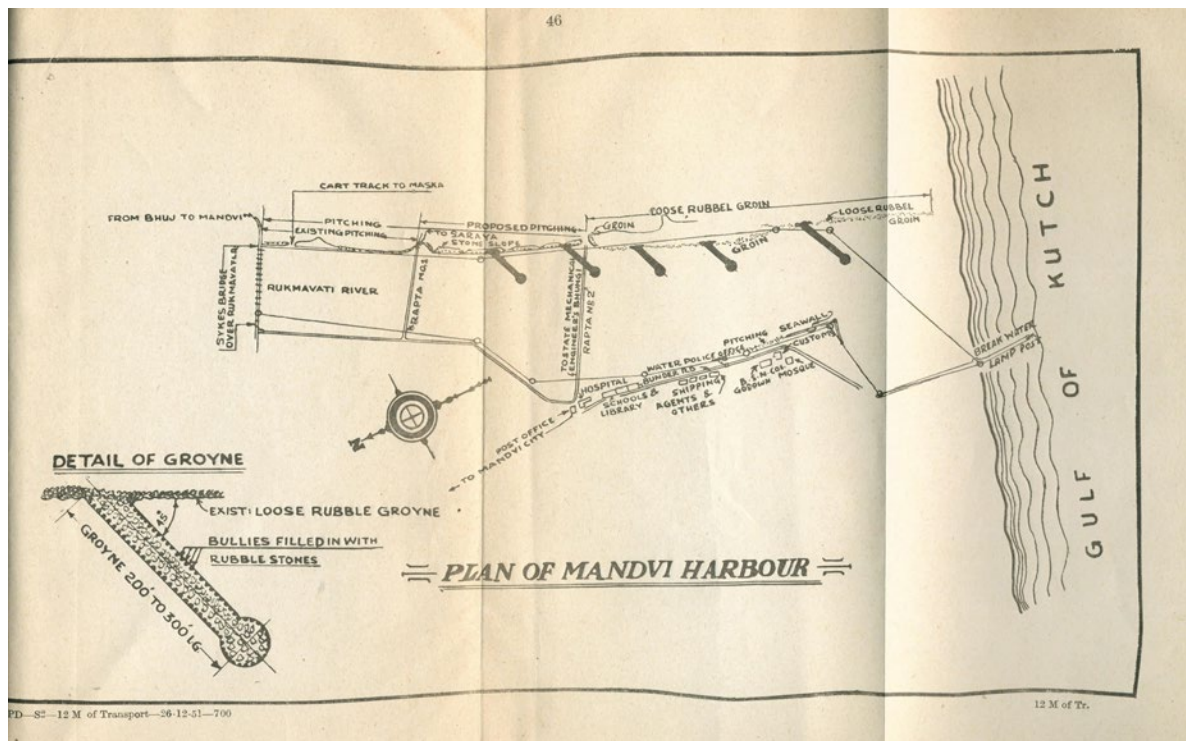 46
CART TRACK TO MASKA
FROM BHUJ TO MANDVI
PITCHING
EXISTING PITCHING
PROPOSED PITCHING
TO SARAYA
STONE SLOPE
GROIN
LOOSE RUBBEL GROIN
LOOSE RUBBEL
GROIN
GROIN
SYKES BRIDGE
OVER RUKMAVATI
RUKMAVATI RIVER
RAPTA NO.1
TO STATE MECHANICAL
(ENGINEER'S BHUNGI
RAPTA NO 2
HOSPITAL
WATER POLICE OFFICE
BUNDER RD
PITCHING
SEAWALL
CUSTOMS
SCHOOLS &
LIBRARY
SHIPPING
AGENTS &
OTHERS
B.I.S.N.COS.
GODOWN
MOSQUE
POST OFFICE
TO MANDVI CITY
BREAK WATER
LAND POST
GULF OF KUTCH
N
DETAIL OF GROYNE
45°
EXIST: LOOSE RUBBLE GROYNE
BULLIES FILLED IN WITH
RUBBLE STONES
GROYNE 200' TO 300' LG
PLAN OF MANDVI HARBOUR
PD—S2—12 M of Transport—26-12-51—700
12 M of Tr.